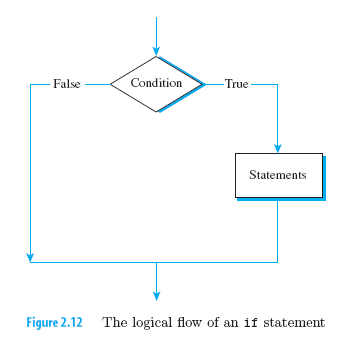 False
Condition
True
Statements
Figure 2.12 The logical flow of an if statement